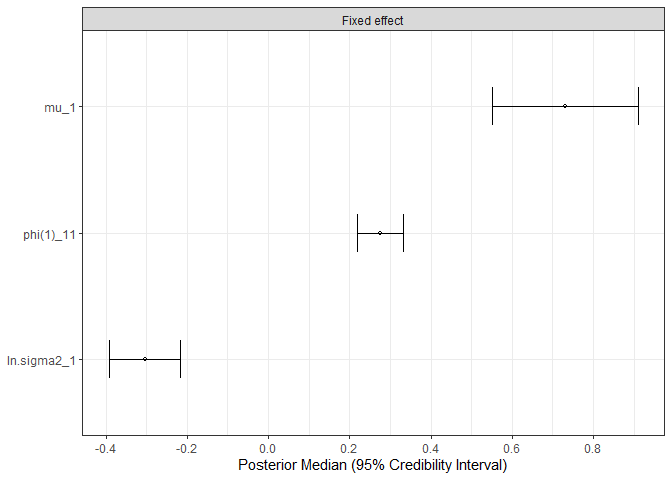 Fixed effect
mu_1
phi(1)_11
ln.sigma2_1
-0.4 -0.2 0.0 0.2 0.4 0.6 0.8
Posterior Median (95% Credibility Interval)